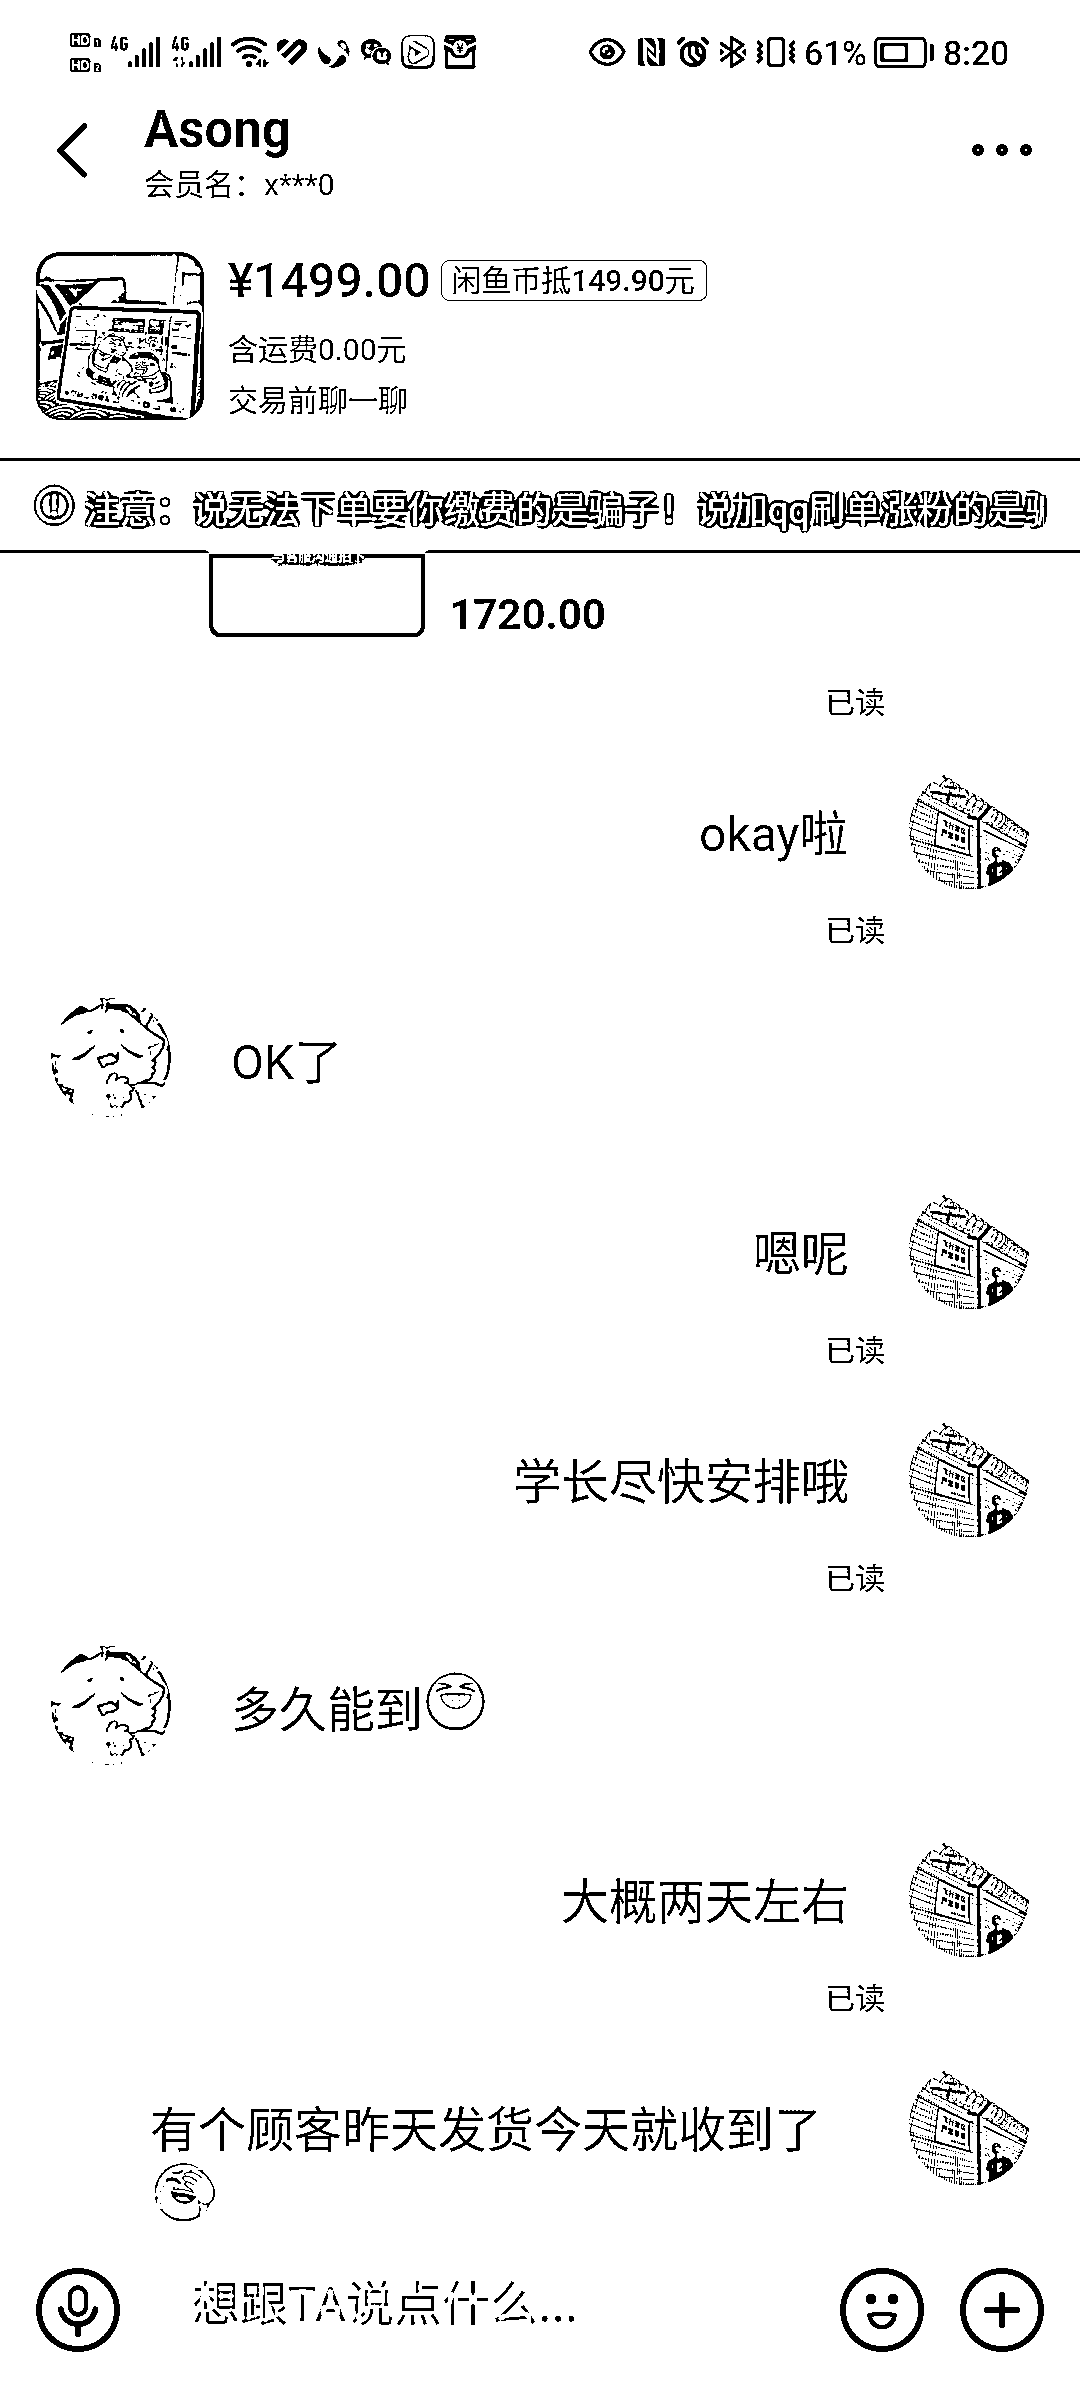 HD 1 4G 4G 61% 8:20
HD 2
Asong
会员名：x***0
¥1499.00 闲鱼币抵149.90元
含运费0.00元
交易前聊一聊
注意：说无法下单要你缴费的是骗子！说加qq刷单涨粉的是
1720.00
已读
okay啦
已读
OK了
嗯呢
已读
学长尽快安排哦
已读
多久能到😆
大概两天左右
已读
有个顾客昨天发货今天就收到了
想跟TA说点什么...